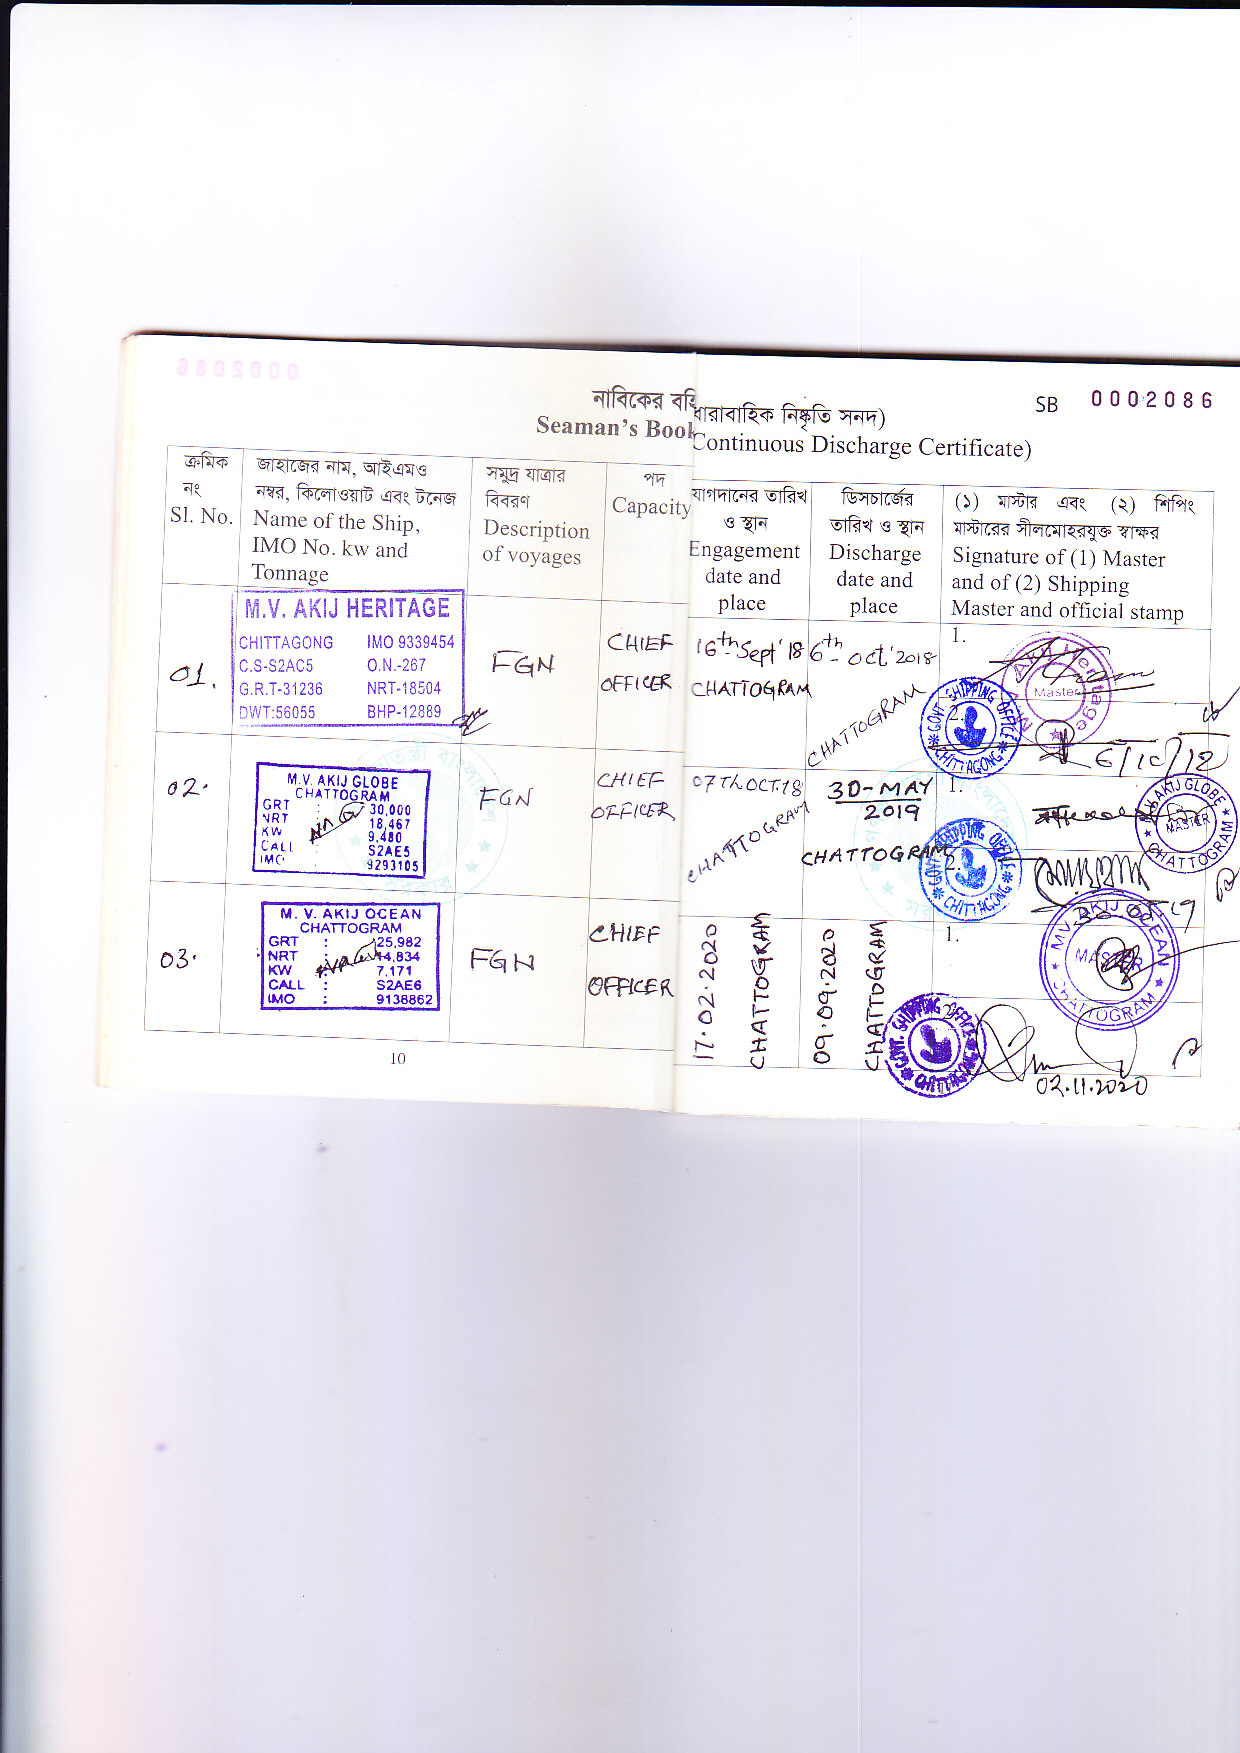 0002086
নাবিকের বহি
Seaman's Book
ধারাবাহিক নিষ্কৃতি সনদ)
Continuous Discharge Certificate)
SB 0002086
ক্রমিক নং
Sl. No.
জাহাজের নাম, আইএমও
নম্বর, কিলোওয়াট এবং টনেজ
Name of the Ship,
IMO No. kw and
Tonnage
সমুদ্র যাত্রার
বিবরণ
Description
of voyages
পদ
Capacity
যাগদানের তারিখ
ও স্থান
Engagement
date and
place
ডিসচার্জের
তারিখ ও স্থান
Discharge
date and
place
(১) মাস্টার এবং (২) শিপিং
মাস্টারের সীলমোহরযুক্ত স্বাক্ষর
Signature of (1) Master
and of (2) Shipping
Master and official stamp
01.
M.V. AKIJ HERITAGE
CHITTAGONG IMO 9339454
C.S-S2AC5 O.N.-267
G.R.T-31236 NRT-18504
DWT:56055 BHP-12889
FGN
CHIEF
OFFICER
16th Sept'18
CHATTOGRAM
6th Oct'2018
CHATTOGRAM
1.
M.V. Akij Heritage
Master
2.
GOVT. SHIPPING OFFICE
CHITTAGONG
02.
M.V. AKIJ GLOBE
CHATTOGRAM
GRT : 30,000
NRT 18,467
KW 9,480
CALL S2AE5
IMO 9293105
FGN
CHIEF
OFFICER
07Th OCT.18
CHATTOGRAM
30-MAY
2019
CHATTOGRAM
1.
M.V AKIJ GLOBE
MASTER
CHATTOGRAM
2.
GOVT. SHIPPING OFFICE
CHITTAGONG
03.
M. V. AKIJ OCEAN
CHATTOGRAM
GRT : 25,982
NRT : 14,834
KW : 7,171
CALL : S2AE6
IMO : 9138862
FGN
CHIEF
OFFICER
17.02.2020
CHATTOGRAM
09.09.2020
CHATTOGRAM
1.
MV. AKIJ OCEAN
MASTER
CHATTOGRAM
2.
GOVT. SHIPPING OFFICE
CHITTAGONG
02.11.2020
10